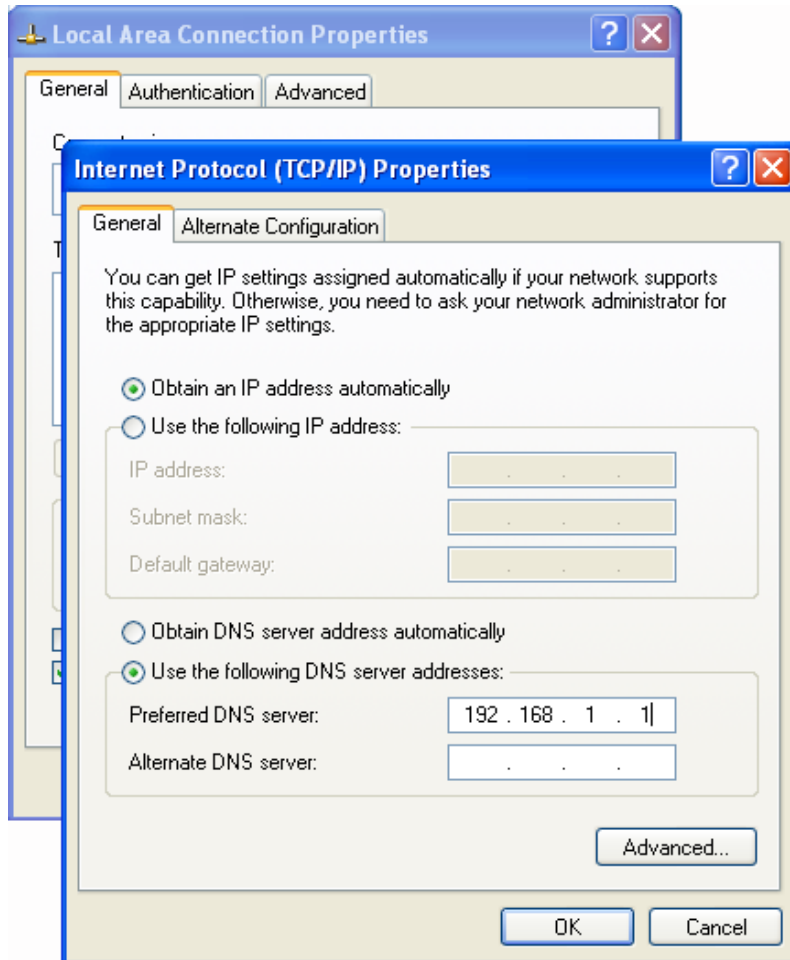 Local Area Connection Properties
General Authentication Advanced
Internet Protocol (TCP/IP) Properties
General Alternate Configuration
You can get IP settings assigned automatically if your network supports
this capability. Otherwise, you need to ask your network administrator for
the appropriate IP settings.
Obtain an IP address automatically
Use the following IP address:
IP address: . . .
Subnet mask: . . .
Default gateway: . . .
Obtain DNS server address automatically
Use the following DNS server addresses:
Preferred DNS server: 192 . 168 . 1 . 1
Alternate DNS server: . . .
Advanced...
OK Cancel